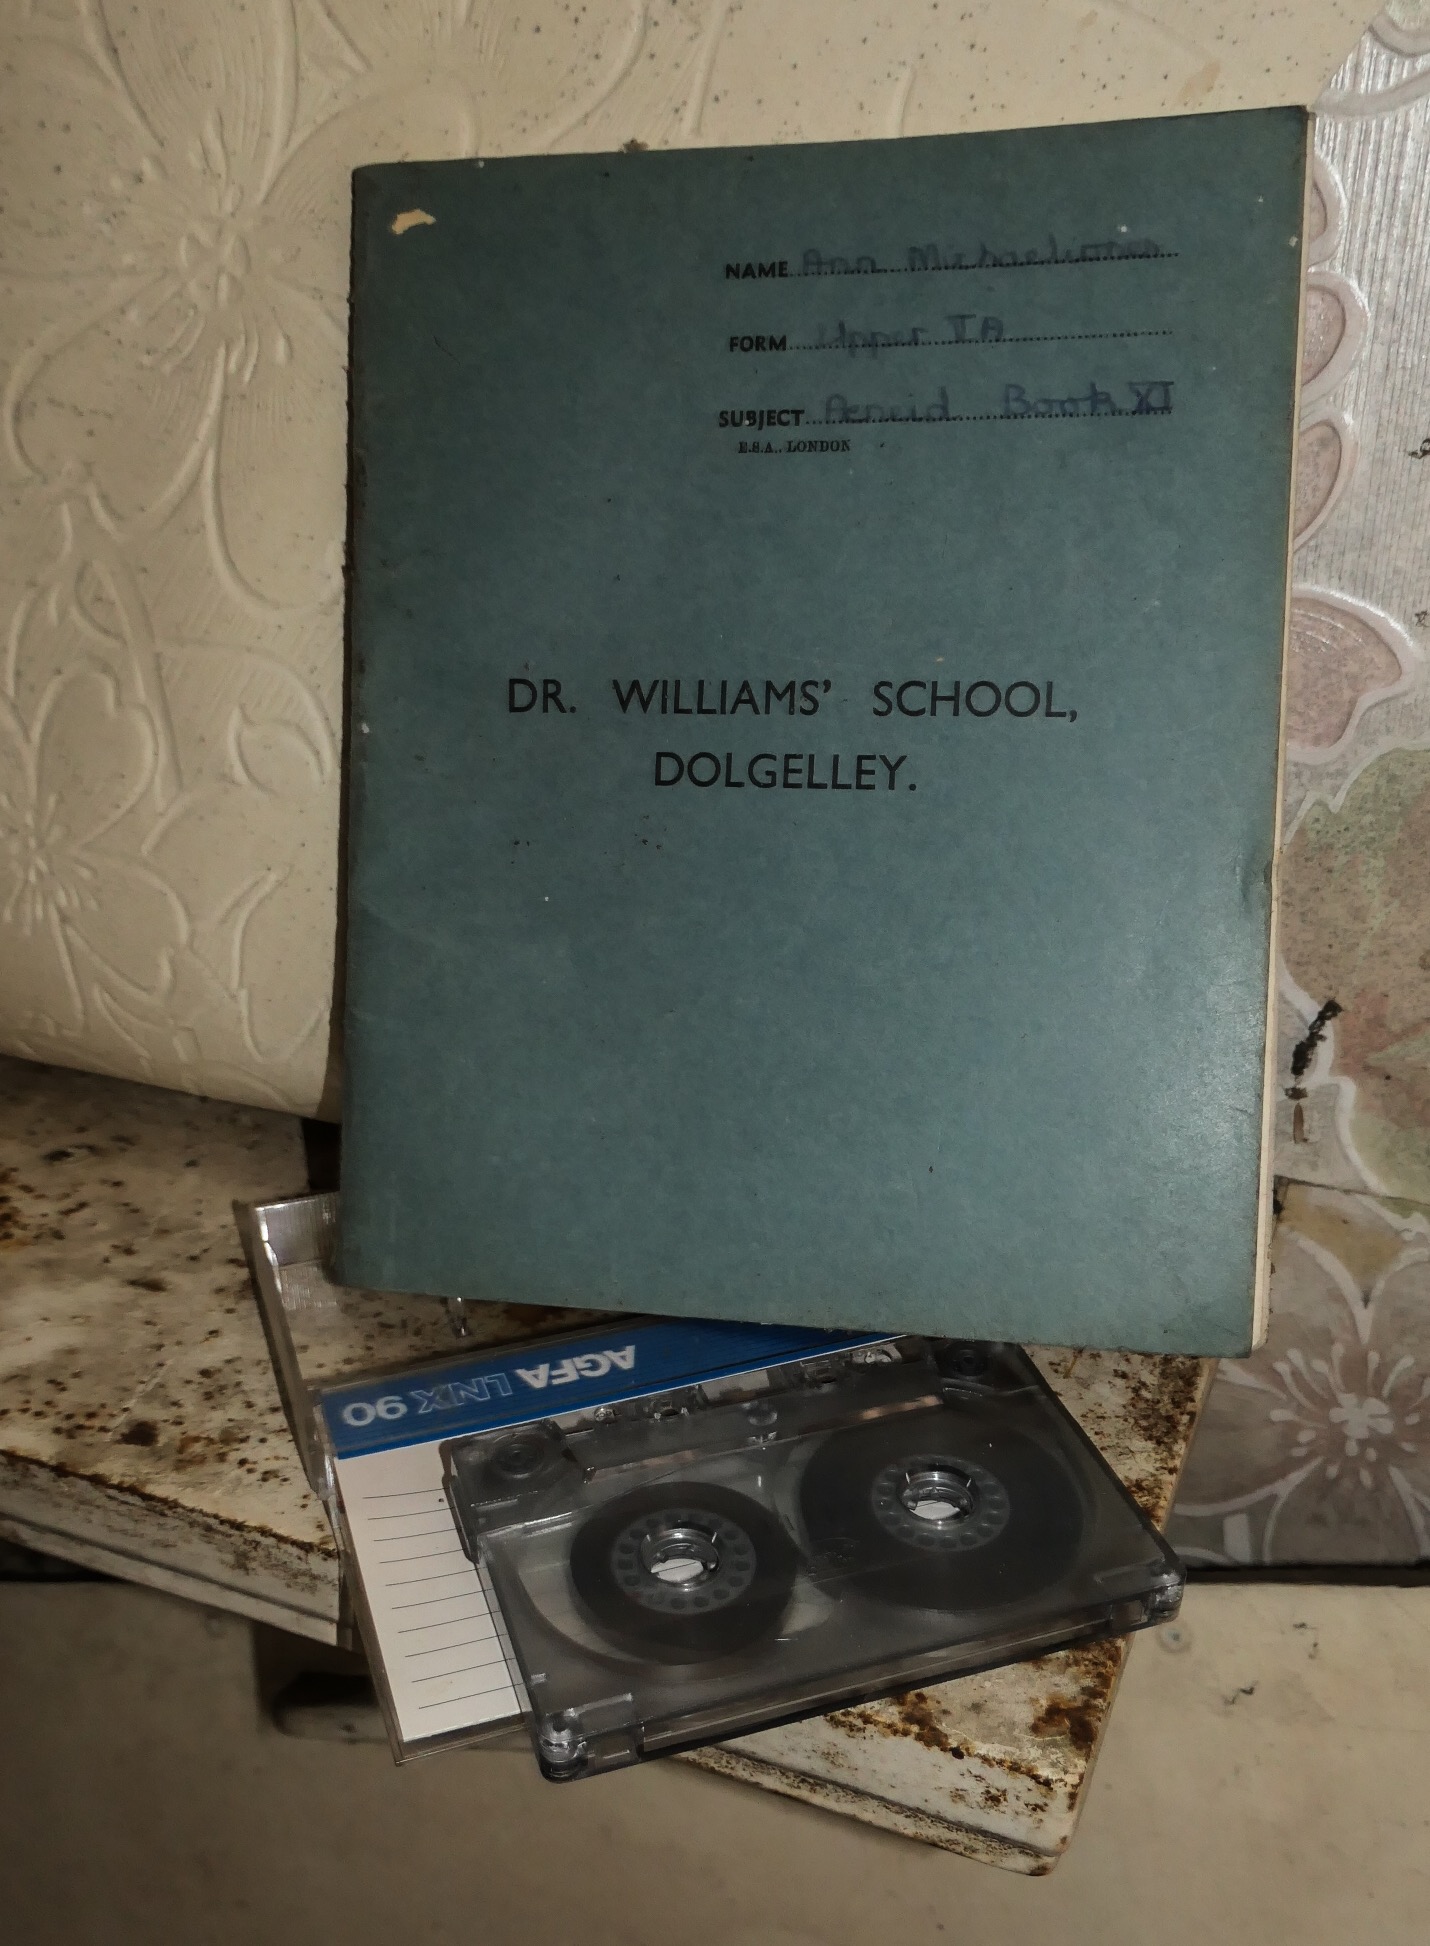 NAME Ann
FORM Upper
SUBJECT Aeneid Book XI
E.S.A., LONDON
DR. WILLIAMS' SCHOOL,
DOLGELLEY.
AGFA LNX 90